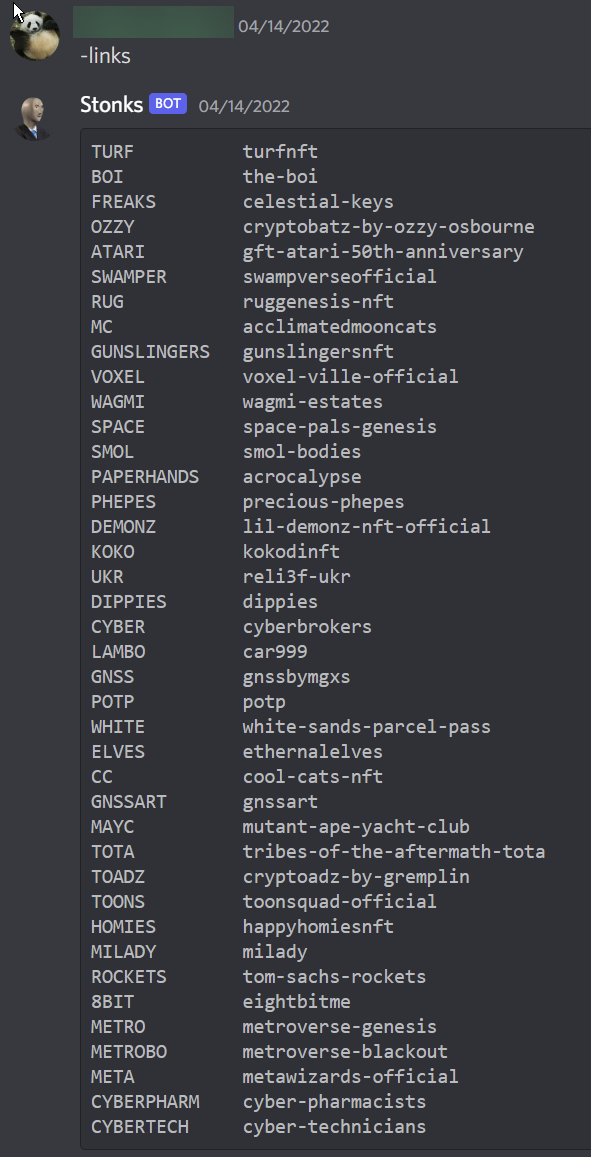 04/14/2022
-links
Stonks BOT 04/14/2022
TURF turfnft
BOI the-boi
FREAKS celestial-keys
OZZY cryptobatz-by-ozzy-osbourne
ATARI gft-atari-50th-anniversary
SWAMPER swampverseofficial
RUG ruggenesis-nft
MC acclimatedmooncats
GUNSLINGERS gunslingersnft
VOXEL voxel-ville-official
WAGMI wagmi-estates
SPACE space-pals-genesis
SMOL smol-bodies
PAPERHANDS acrocalypse
PHEPES precious-phepes
DEMONZ lil-demonz-nft-official
KOKO kokodinft
UKR reli3f-ukr
DIPPIES dippies
CYBER cyberbrokers
LAMBO car999
GNSS gnssbymgxs
POTP potp
WHITE white-sands-parcel-pass
ELVES ethernalelves
CC cool-cats-nft
GNSSART gnssart
MAYC mutant-ape-yacht-club
TOTA tribes-of-the-aftermath-tota
TOADZ cryptoadz-by-gremplin
TOONS toonsquad-official
HOMIES happyhomiesnft
MILADY milady
ROCKETS tom-sachs-rockets
8BIT eightbitme
METRO metroverse-genesis
METROBO metroverse-blackout
META metawizards-official
CYBERPHARM cyber-pharmacists
CYBERTECH cyber-technicians